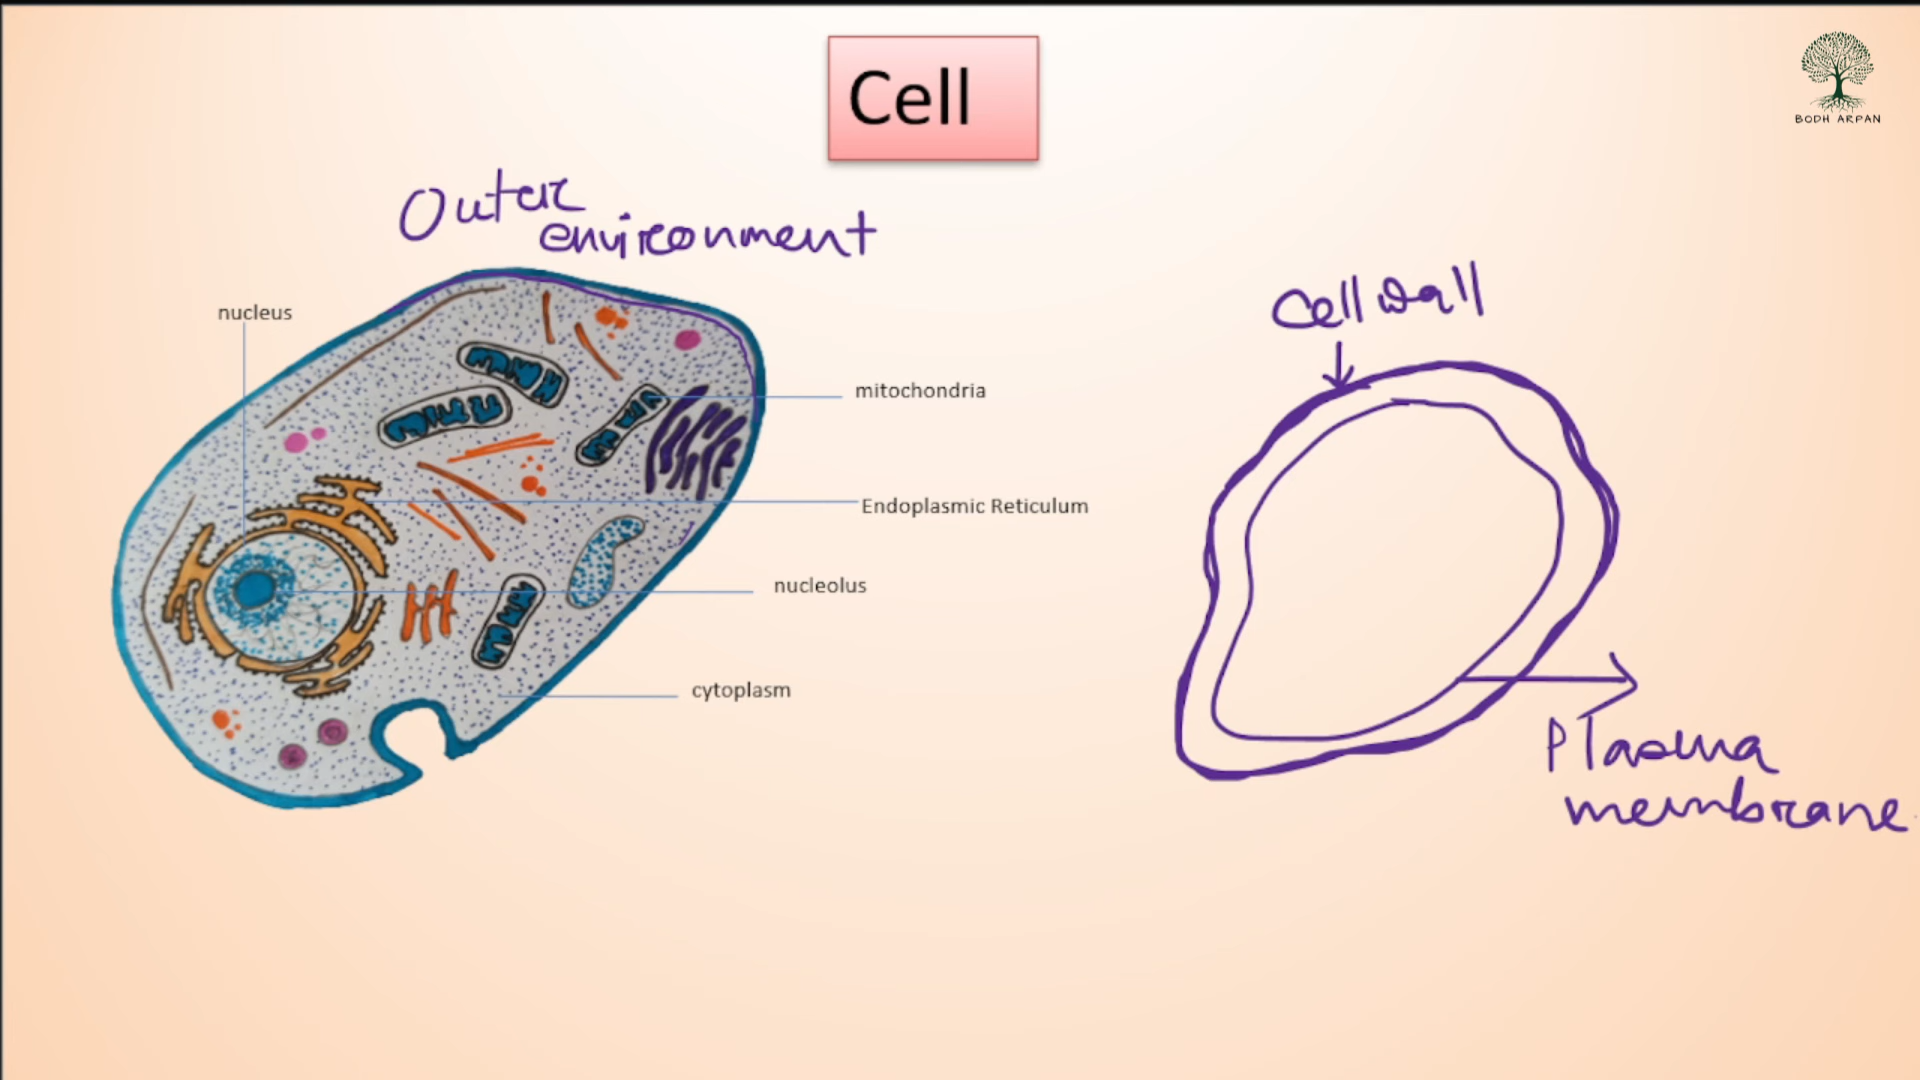 Cell
BODH ARPAN
Outer
environment
nucleus
mitochondria
Endoplasmic Reticulum
nucleolus
cytoplasm
Cell wall
Plasma
membrane